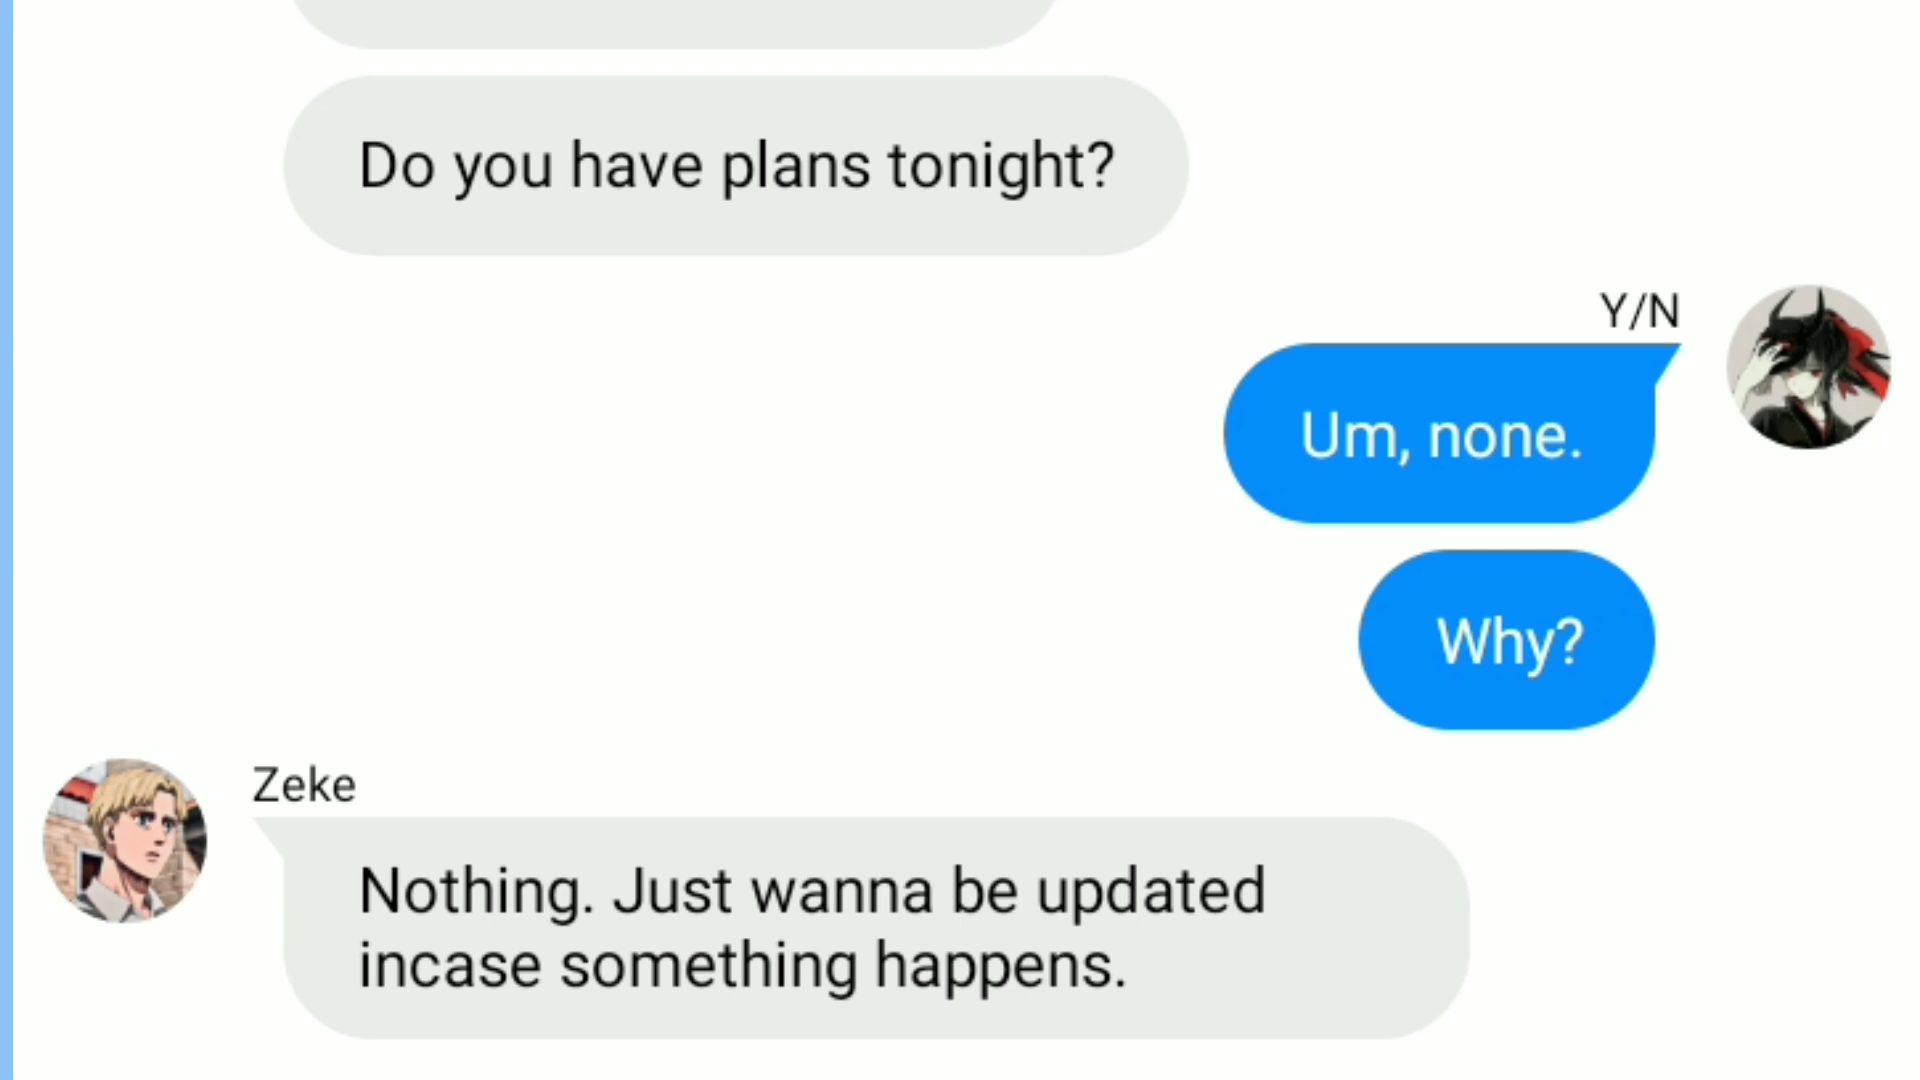 Do you have plans tonight?
Y/N
Um, none.
Why?
Zeke
Nothing. Just wanna be updated
incase something happens.